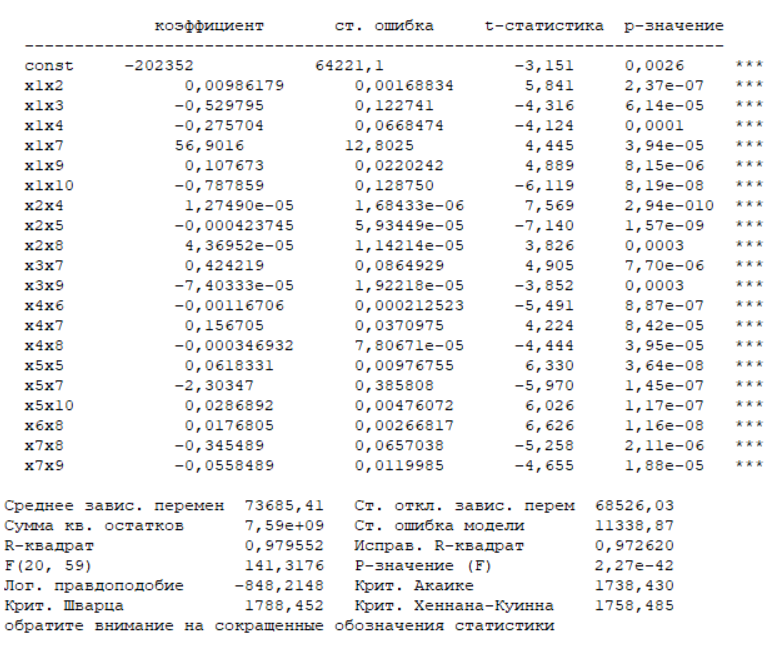 коэффициент ст. ошибка t-статистика p-значение
---------------------------------------------------------------------
const -202352 64221,1 -3,151 0,0026 ***
x1x2 0,00986179 0,00168834 5,841 2,37e-07 ***
x1x3 -0,529795 0,122741 -4,316 6,14e-05 ***
x1x4 -0,275704 0,0668474 -4,124 0,0001 ***
x1x7 56,9016 12,8025 4,445 3,94e-05 ***
x1x9 0,107673 0,0220242 4,889 8,15e-06 ***
x1x10 -0,787859 0,128750 -6,119 8,19e-08 ***
x2x4 1,27490e-05 1,68433e-06 7,569 2,94e-010 ***
x2x5 -0,000423745 5,93449e-05 -7,140 1,57e-09 ***
x2x8 4,36952e-05 1,14214e-05 3,826 0,0003 ***
x3x7 0,424219 0,0864929 4,905 7,70e-06 ***
x3x9 -7,40333e-05 1,92218e-05 -3,852 0,0003 ***
x4x6 -0,00116706 0,000212523 -5,491 8,87e-07 ***
x4x7 0,156705 0,0370975 4,224 8,42e-05 ***
x4x8 -0,000346932 7,80671e-05 -4,444 3,95e-05 ***
x5x5 0,0618331 0,00976755 6,330 3,64e-08 ***
x5x7 -2,30347 0,385808 -5,970 1,45e-07 ***
x5x10 0,0286892 0,00476072 6,026 1,17e-07 ***
x6x8 0,0176805 0,00266817 6,626 1,16e-08 ***
x7x8 -0,345489 0,0657038 -5,258 2,11e-06 ***
x7x9 -0,0558489 0,0119985 -4,655 1,88e-05 ***
Среднее завис. перемен 73685,41 Ст. откл. завис. перем 68526,03
Сумма кв. остатков 7,59e+09 Ст. ошибка модели 11338,87
R-квадрат 0,979552 Исправ. R-квадрат 0,972620
F(20, 59) 141,3176 P-значение (F) 2,27e-42
Лог. правдоподобие -848,2148 Крит. Акаике 1738,430
Крит. Шварца 1788,452 Крит. Хеннана-Куинна 1758,485
обратите внимание на сокращенные обозначения статистики